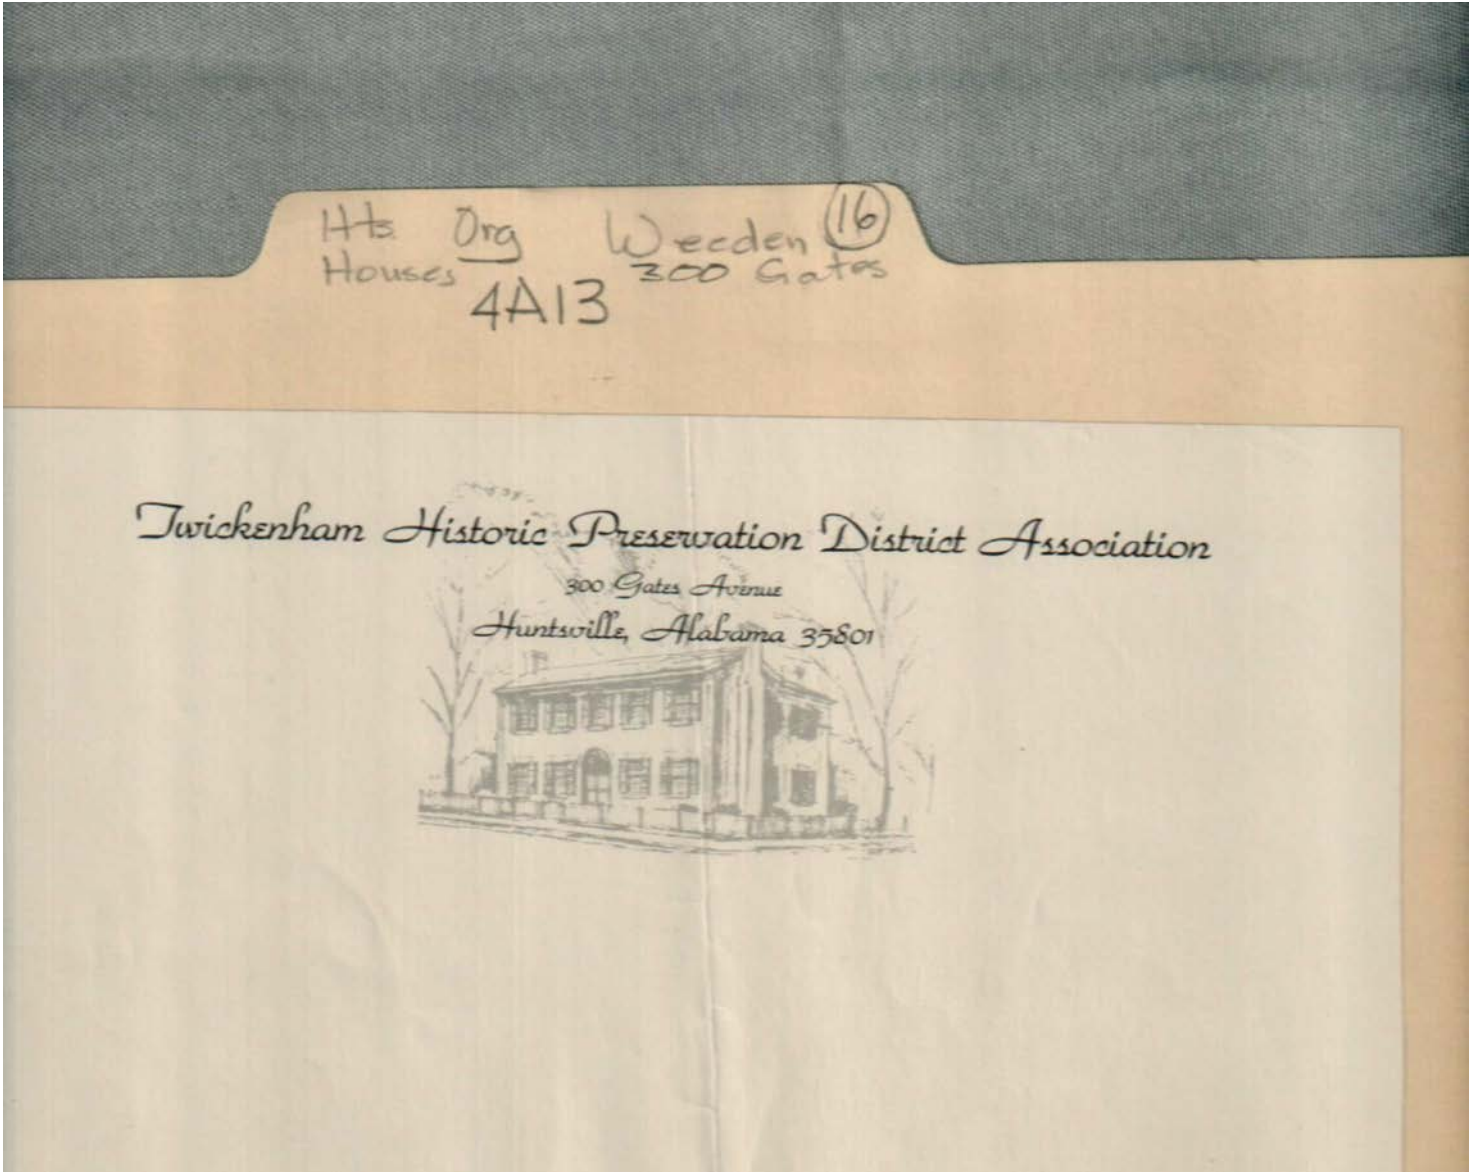 Hts. Org Weeden 16
Houses 300 Gates
4A13
Twickenham Historic Preservation District Association
300 Gates Avenue
Huntsville, Alabama 35801